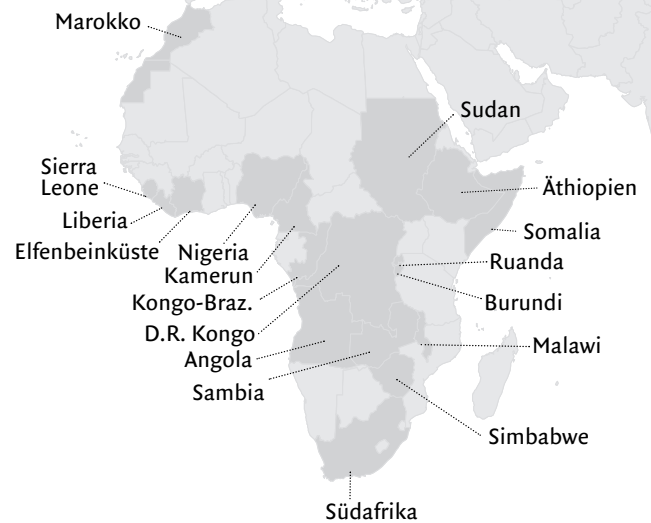 Marokko
Sudan
Sierra
Leone
Äthiopien
Liberia
Somalia
Elfenbeinküste
Nigeria
Ruanda
Kamerun
Kongo-Braz.
Burundi
D.R. Kongo
Malawi
Angola
Sambia
Simbabwe
Südafrika